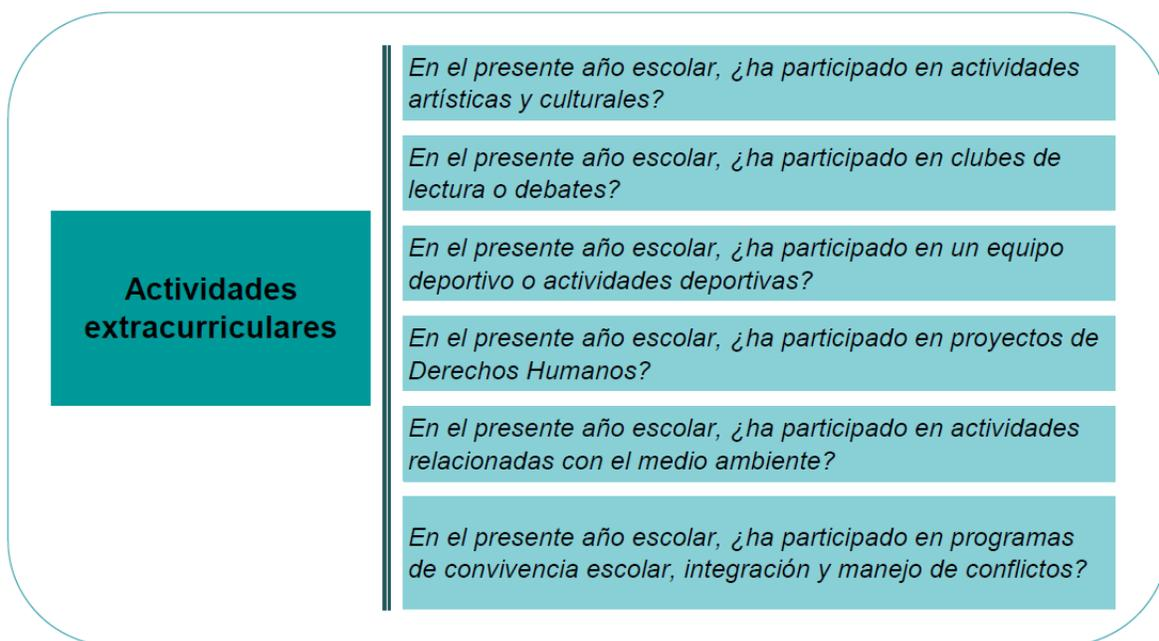 Actividades
extracurriculares
En el presente año escolar, ¿ha participado en actividades
artísticas y culturales?
En el presente año escolar, ¿ha participado en clubes de
lectura o debates?
En el presente año escolar, ¿ha participado en un equipo
deportivo o actividades deportivas?
En el presente año escolar, ¿ha participado en proyectos de
Derechos Humanos?
En el presente año escolar, ¿ha participado en actividades
relacionadas con el medio ambiente?
En el presente año escolar, ¿ha participado en programas
de convivencia escolar, integración y manejo de conflictos?